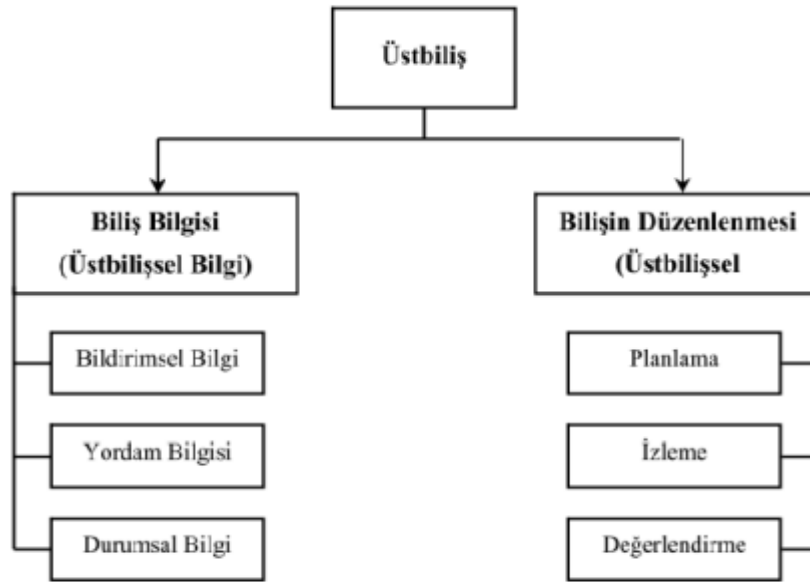 Üstbiliş
Biliş Bilgisi
(Üstbilişsel Bilgi)
Bildirimsel Bilgi
Yordam Bilgisi
Durumsal Bilgi
Bilişin Düzenlenmesi
(Üstbilişsel
Planlama
İzleme
Değerlendirme